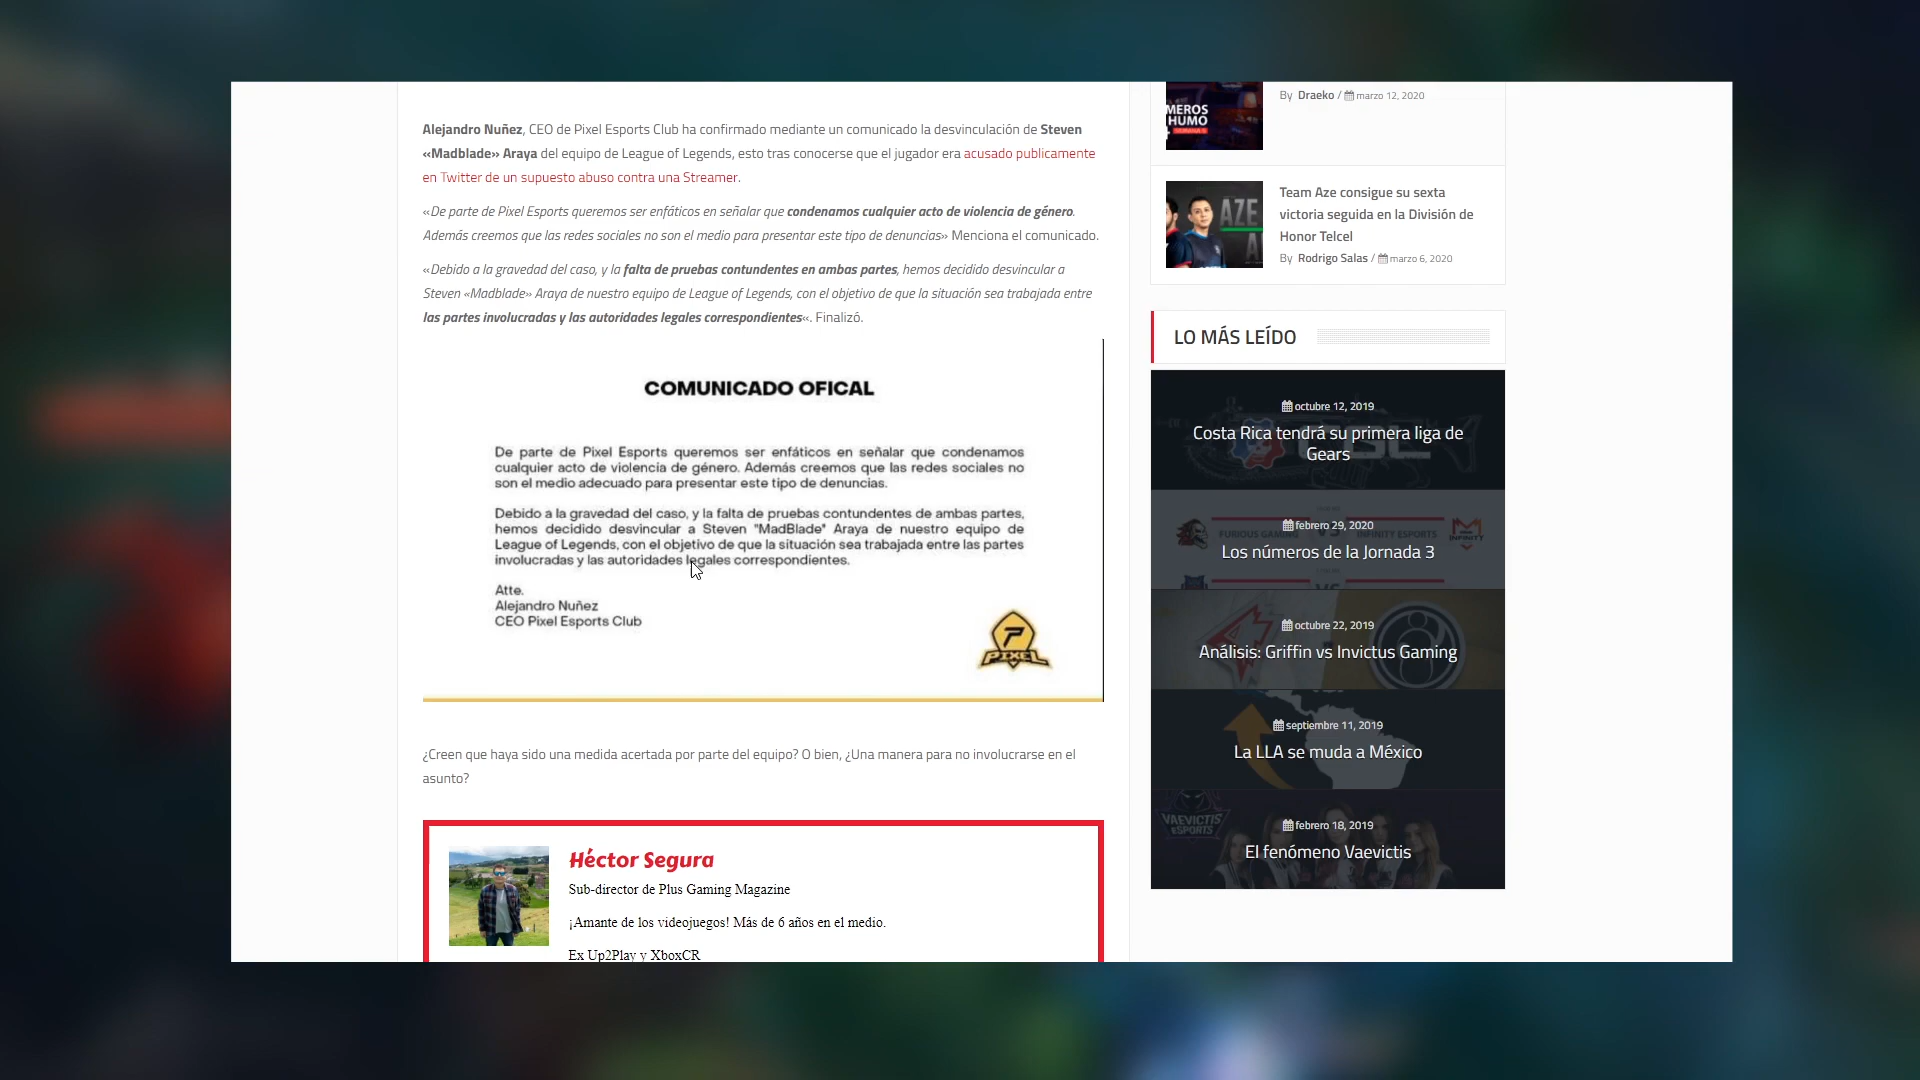 Alejandro Nuñez, CEO de Pixel Esports Club ha confirmado mediante un comunicado la desvinculación de Steven
«Madblade» Araya del equipo de League of Legends, esto tras conocerse que el jugador era acusado publicamente
en Twitter de un supuesto abuso contra una Streamer.
«De parte de Pixel Esports queremos ser enfáticos en señalar que condenamos cualquier acto de violencia de género.
Además creemos que las redes sociales no son el medio para presentar este tipo de denuncias» Menciona el comunicado.
«Debido a la gravedad del caso, y la falta de pruebas contundentes en ambas partes, hemos decidido desvincular a
Steven «Madblade» Araya de nuestro equipo de League of Legends, con el objetivo de que la situación sea trabajada entre
las partes involucradas y las autoridades legales correspondientes«. Finalizó.
COMUNICADO OFICAL
De parte de Pixel Esports queremos ser enfáticos en señalar que condenamos
cualquier acto de violencia de género. Además creemos que las redes sociales no
son el medio adecuado para presentar este tipo de denuncias.
Debido a la gravedad del caso, y la falta de pruebas contundentes de ambas partes,
hemos decidido desvincular a Steven "MadBlade" Araya de nuestro equipo de
League of Legends, con el objetivo de que la situación sea trabajada entre las partes
involucradas y las autoridades legales correspondientes.
Atte.
Alejandro Nuñez
CEO Pixel Esports Club
PIXEL
¿Creen que haya sido una medida acertada por parte del equipo? O bien, ¿Una manera para no involucrarse en el
asunto?
Héctor Segura
Sub-director de Plus Gaming Magazine
¡Amante de los videojuegos! Más de 6 años en el medio.
Ex Up2Play y XboxCR
MEROS
HUMO
By Draeko / marzo 12, 2020
AZE
Team Aze consigue su sexta
victoria seguida en la División de
Honor Telcel
By Rodrigo Salas / marzo 6, 2020
LO MÁS LEÍDO
octubre 12, 2019
Costa Rica tendrá su primera liga de
Gears
febrero 29, 2020
FURIOUS GAMING
INFINITY ESPORTS
INFINITY
Los números de la Jornada 3
VS
octubre 22, 2019
Análisis: Griffin vs Invictus Gaming
septiembre 11, 2019
La LLA se muda a México
VAEVICTIS
ESPORTS
febrero 18, 2019
El fenómeno Vaevictis